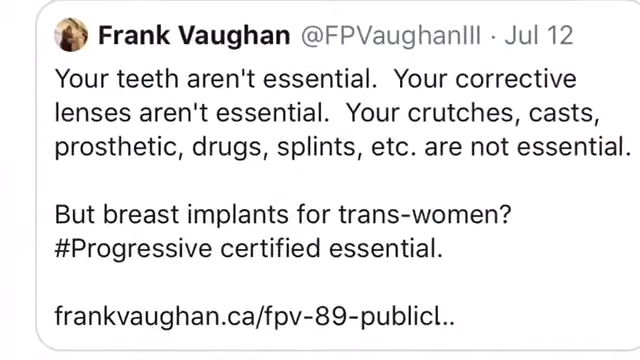 Frank Vaughan @FPVaughanIII · Jul 12
Your teeth aren't essential.  Your corrective
lenses aren't essential.  Your crutches, casts,
prosthetic, drugs, splints, etc. are not essential.
But breast implants for trans-women?
#Progressive certified essential.
frankvaughan.ca/fpv-89-publicl..